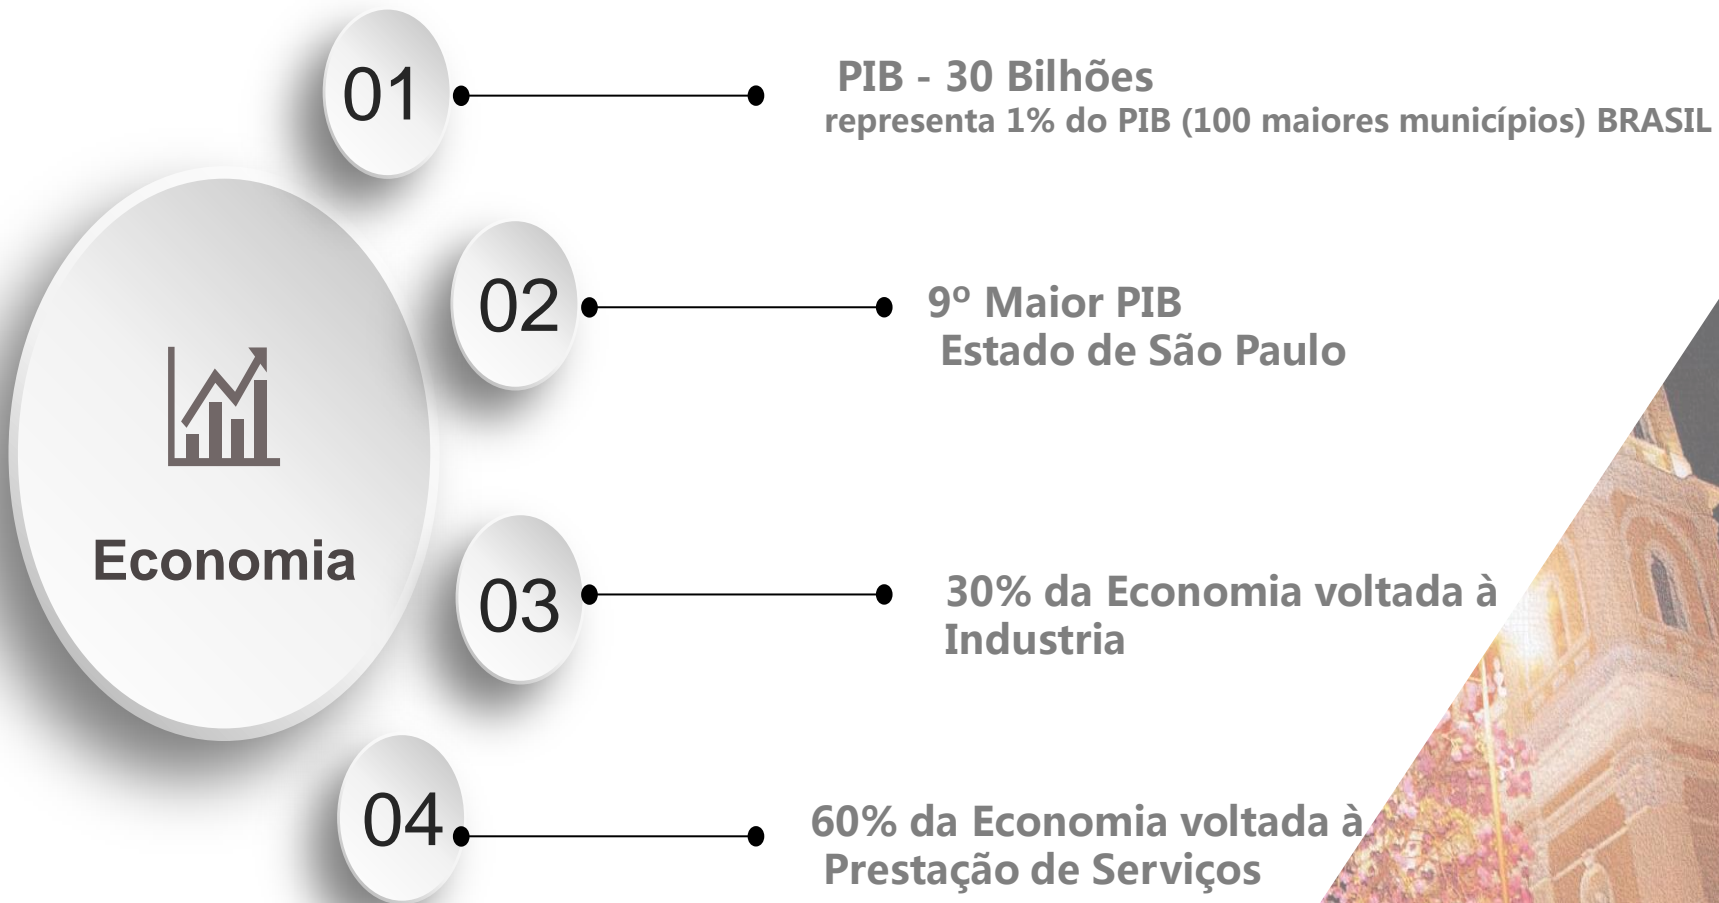 01
PIB - 30 Bilhões
representa 1% do PIB (100 maiores municípios) BRASIL
02
9º Maior PIB
Estado de São Paulo
Economia
03
30% da Economia voltada à
Industria
04
60% da Economia voltada à
Prestação de Serviços